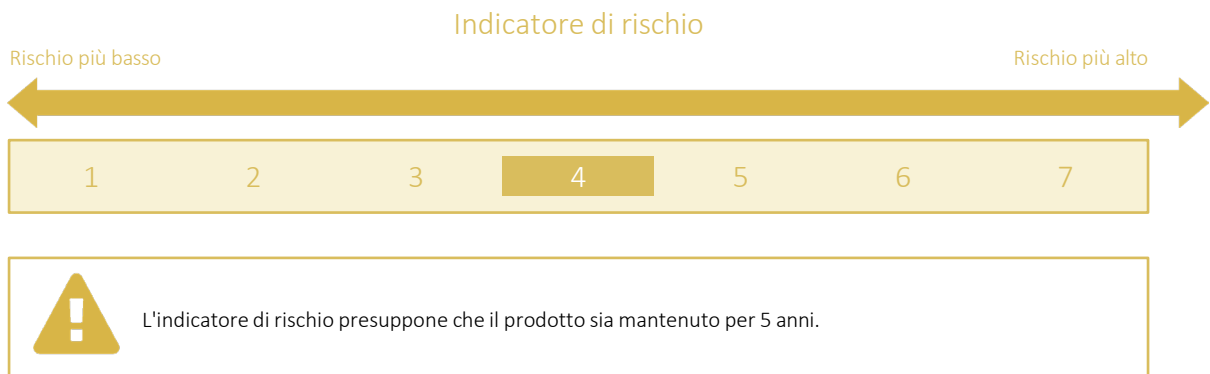 Indicatore di rischio
Rischio più basso Rischio più alto
1 2 3 4 5 6 7
L'indicatore di rischio presuppone che il prodotto sia mantenuto per 5 anni.